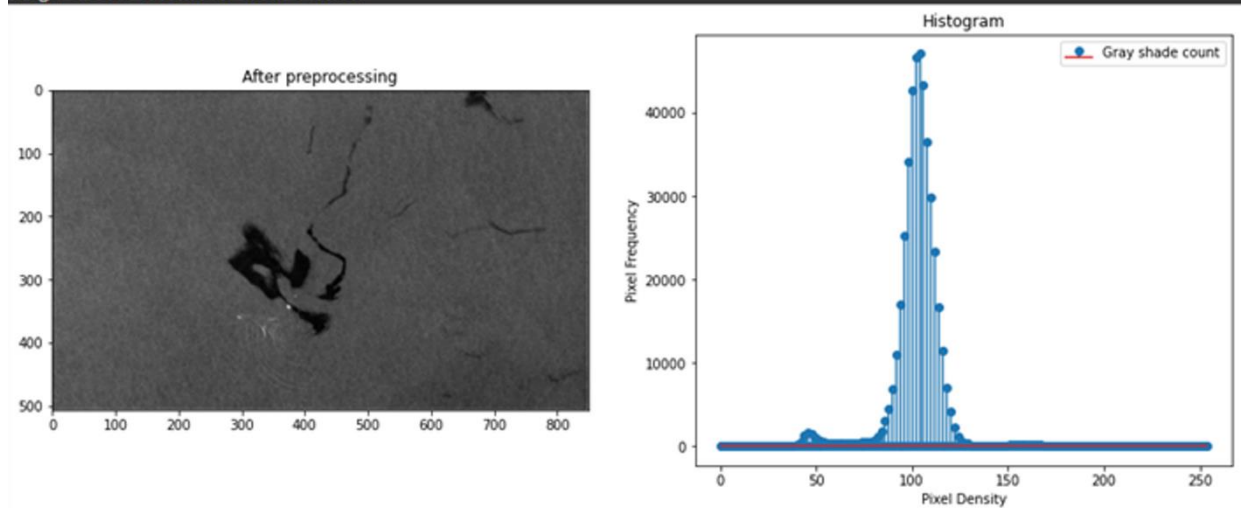 After preprocessing
0
100
200
300
400
500
0 100 200 300 400 500 600 700 800
Histogram
Gray shade count
40000
30000
20000
10000
0
Pixel Frequency
0 50 100 150 200 250
Pixel Density